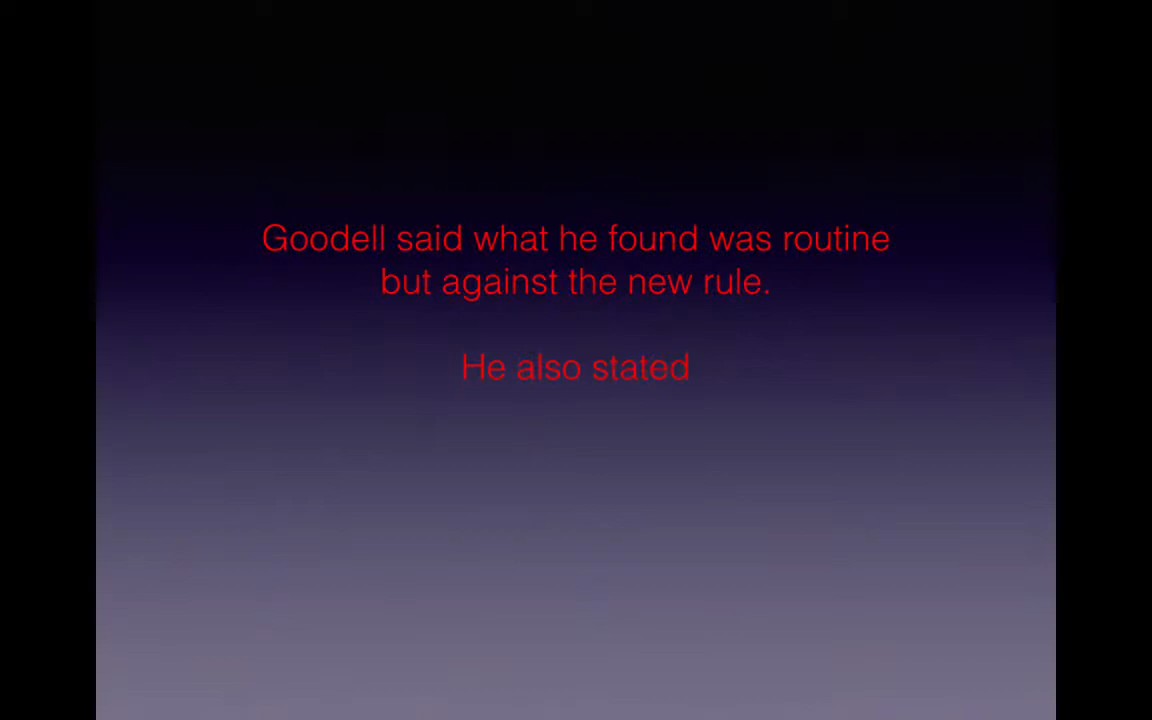 Goodell said what he found was routine
but against the new rule.
He also stated